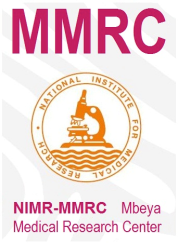 MMRC
NATIONAL INSTITUTE FOR MEDICAL RESEARCH
NIMR-MMRC Mbeya
Medical Research Center